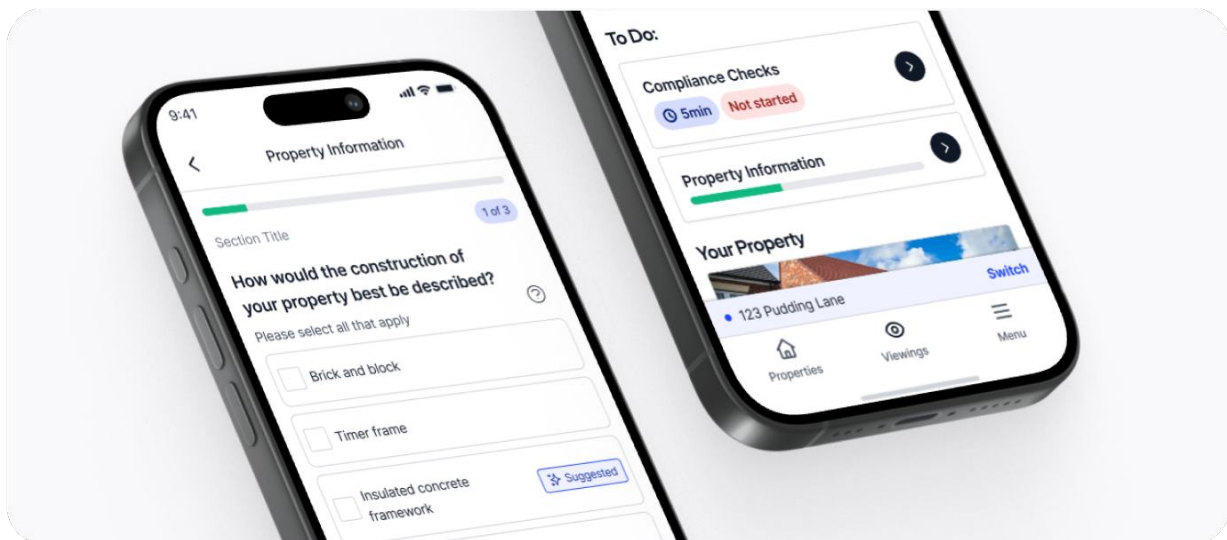 9:41
Property Information
1 of 3
Section Title
How would the construction of
your property best be described?
Please select all that apply
Brick and block
Timer frame
Insulated concrete
framework
Suggested
To Do:
Compliance Checks
5min
Not started
Property Information
Your Property
123 Pudding Lane
Switch
Properties
Viewings
Menu